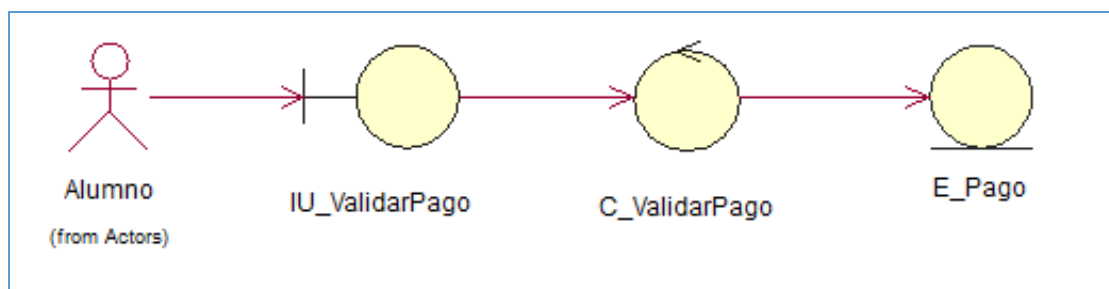 Alumno
(from Actors)
IU_ValidarPago
C_ValidarPago
E_Pago